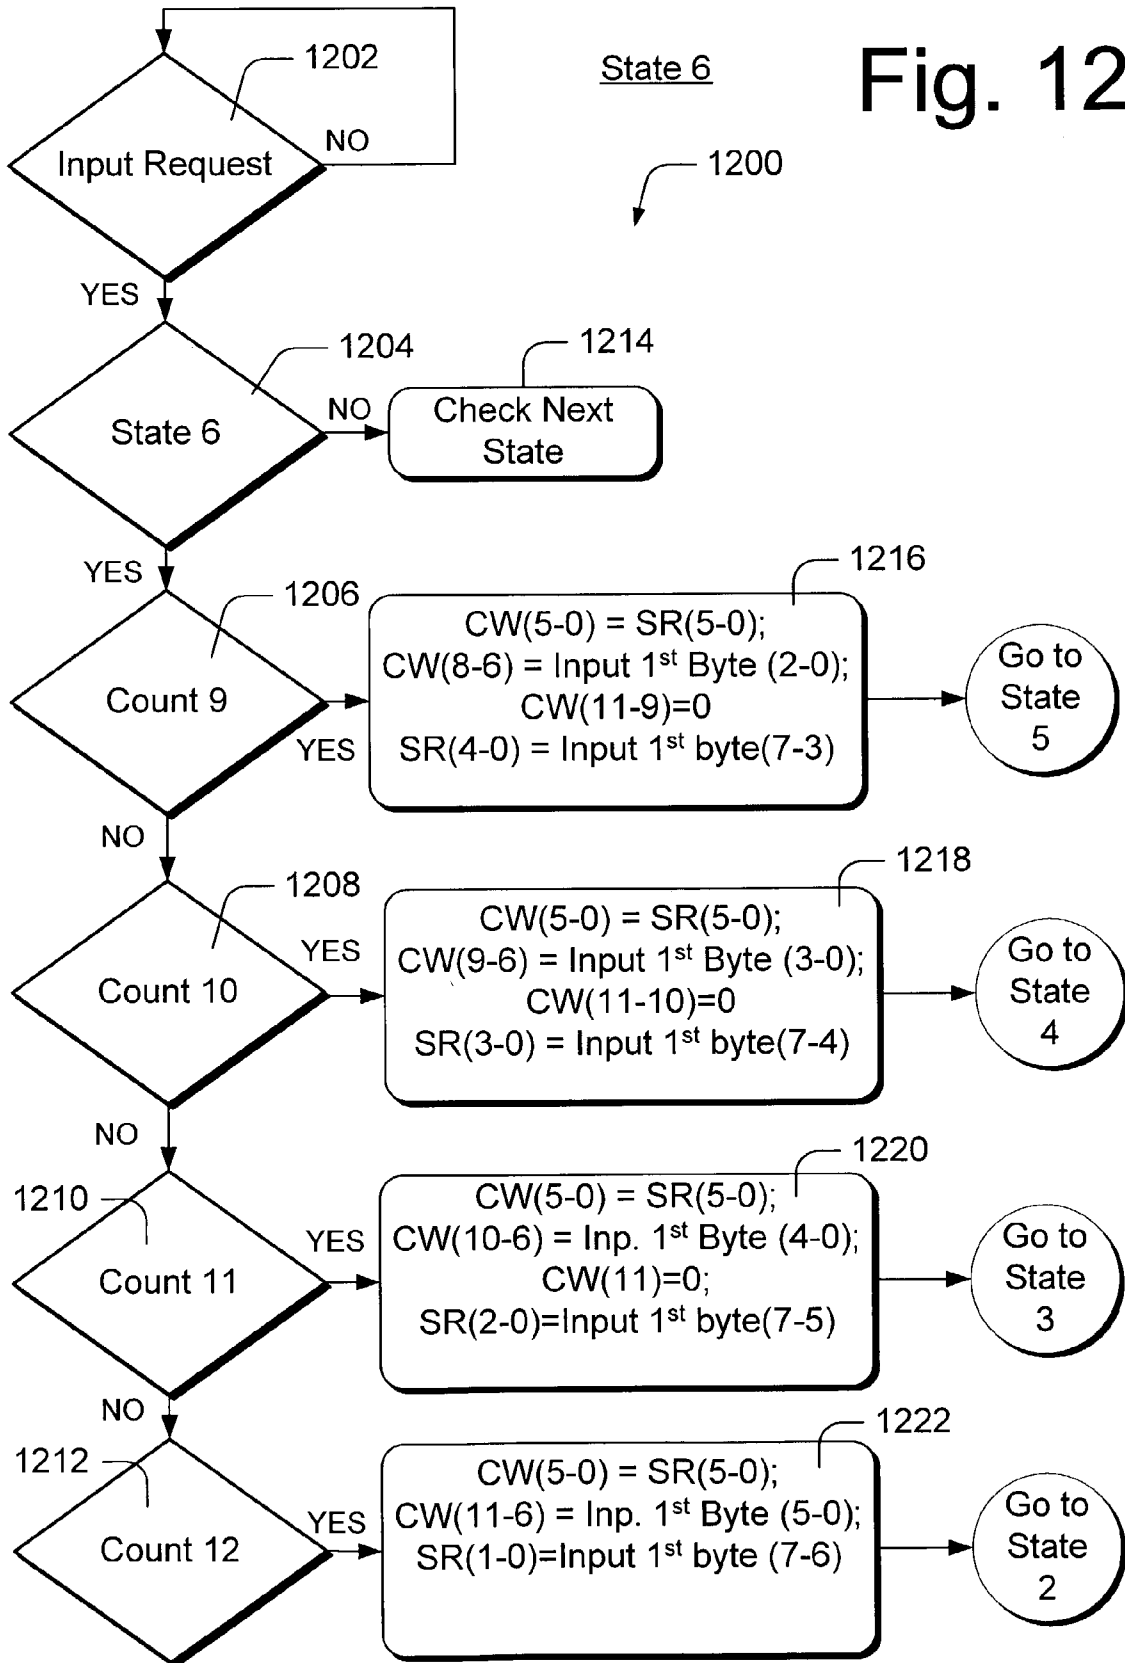 State 6
Fig. 12
1200
1202
Input Request
NO
YES
1204
State 6
NO
1214
Check Next
State
YES
1206
Count 9
YES
1216
CW(5-0) = SR(5-0);
CW(8-6) = Input 1st Byte (2-0);
CW(11-9)=0
SR(4-0) = Input 1st byte(7-3)
Go to
State
5
NO
1208
Count 10
YES
1218
CW(5-0) = SR(5-0);
CW(9-6) = Input 1st Byte (3-0);
CW(11-10)=0
SR(3-0) = Input 1st byte(7-4)
Go to
State
4
NO
1210
Count 11
YES
1220
CW(5-0) = SR(5-0);
CW(10-6) = Inp. 1st Byte (4-0);
CW(11)=0;
SR(2-0)=Input 1st byte(7-5)
Go to
State
3
NO
1212
Count 12
YES
1222
CW(5-0) = SR(5-0);
CW(11-6) = Inp. 1st Byte (5-0);
SR(1-0)=Input 1st byte (7-6)
Go to
State
2